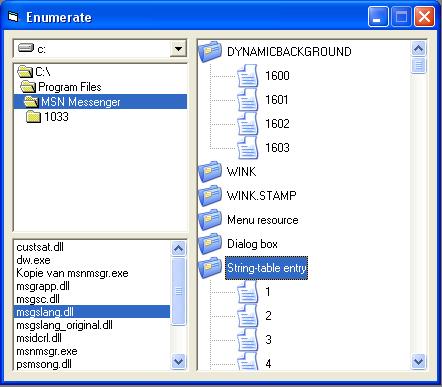 Enumerate
c:
C:\
Program Files
MSN Messenger
1033
custsat.dll
dw.exe
Kopie van msnmsgr.exe
msgrapp.dll
msgsc.dll
msgslang.dll
msgslang_original.dll
msidcrl.dll
msnmsgr.exe
psmsong.dll
DYNAMICBACKGROUND
1600
1601
1602
1603
WINK
WINK.STAMP
Menu resource
Dialog box
String-table entry
1
2
3
4